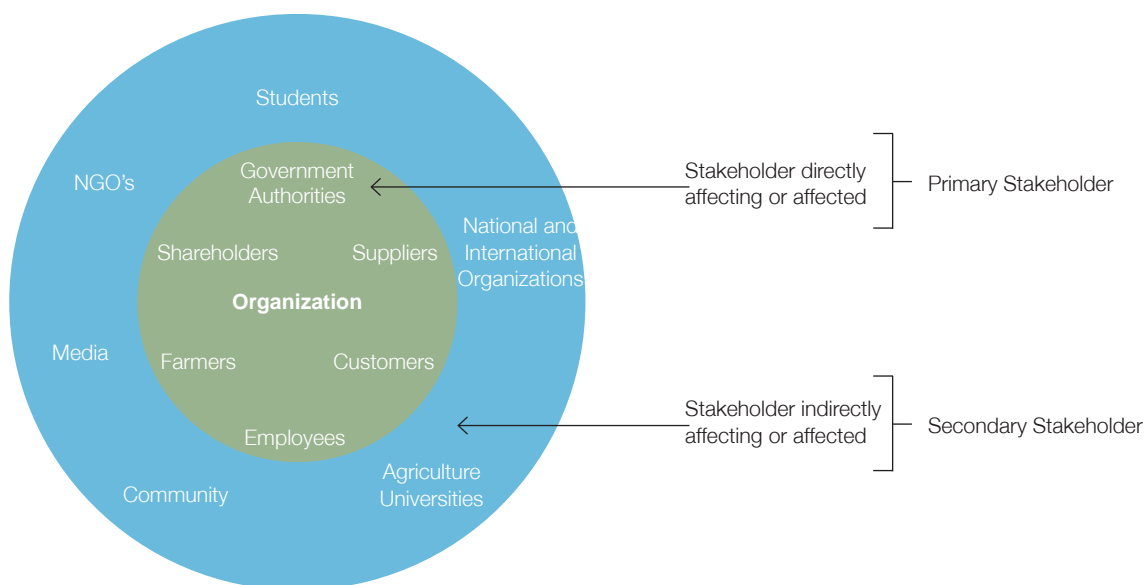 Students
NGO's
Government
Authorities
National and
International
Organizations
Shareholders
Suppliers
Organization
Media
Farmers
Customers
Employees
Community
Agriculture
Universities
Stakeholder directly
affecting or affected
Primary Stakeholder
Stakeholder indirectly
affecting or affected
Secondary Stakeholder